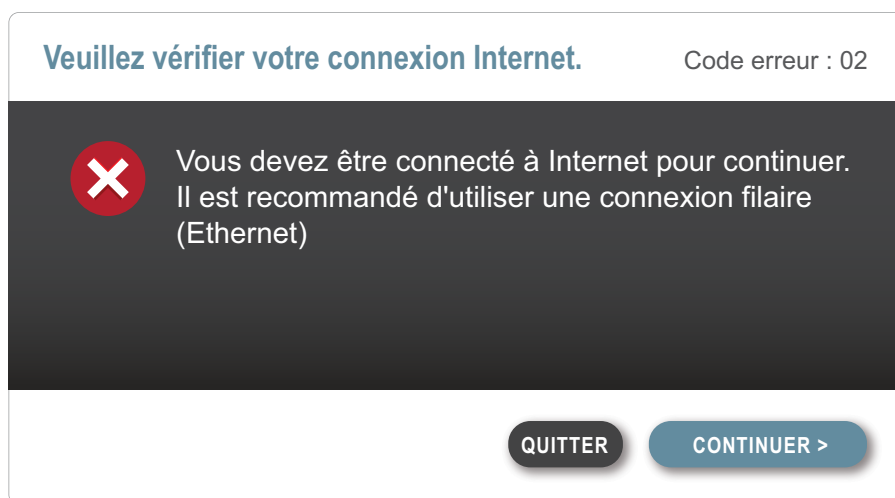 Veuillez vérifier votre connexion Internet.
Code erreur : 02
Vous devez être connecté à Internet pour continuer.
Il est recommandé d'utiliser une connexion filaire
(Ethernet)
QUITTER
CONTINUER >